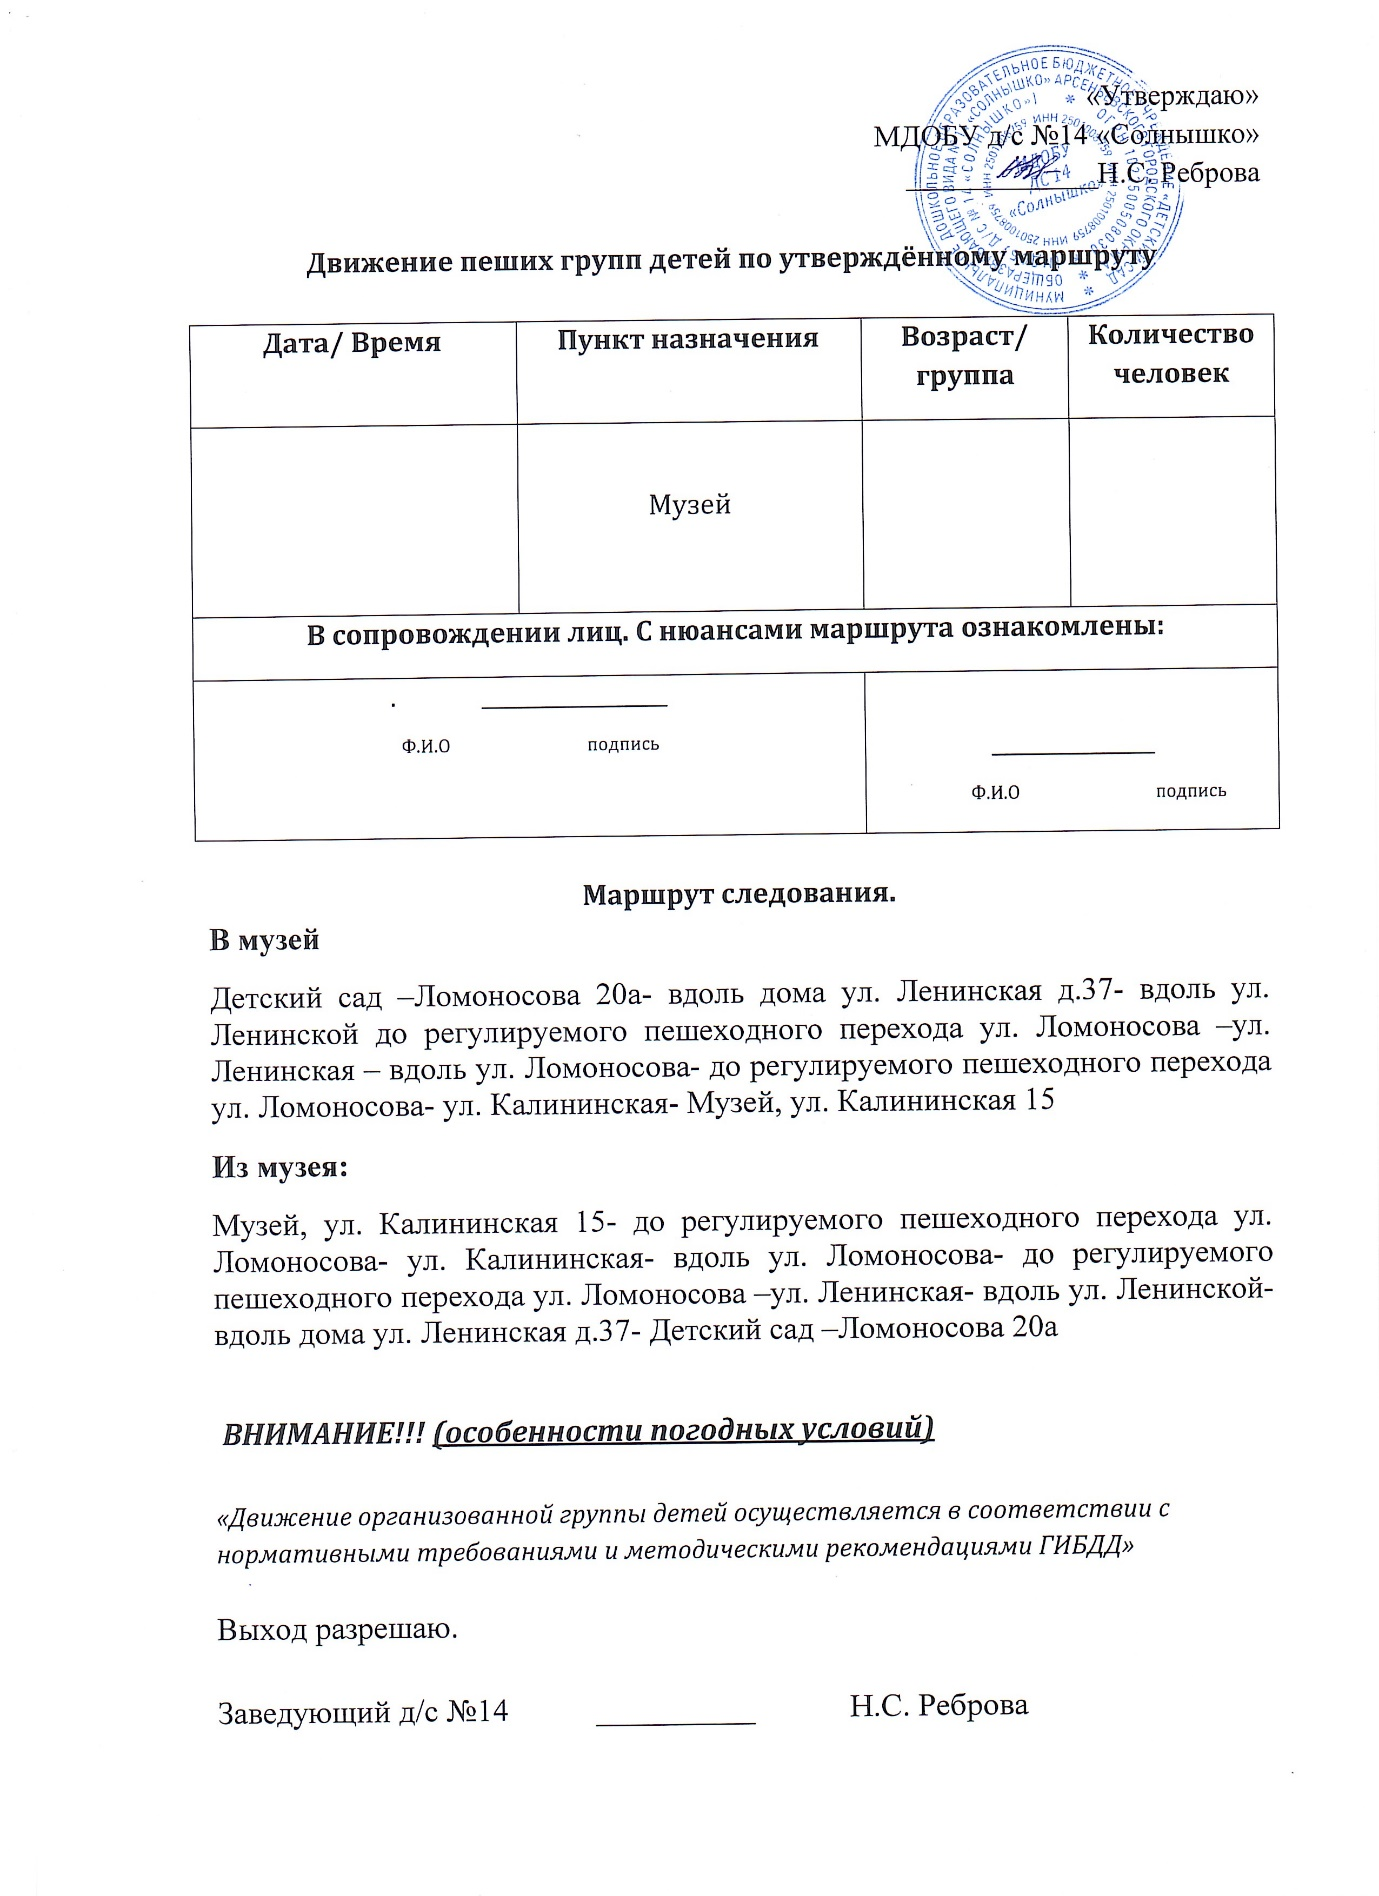 «Утверждаю»
МДОБУ д/с №14 «Солнышко»
Н.С. Реброва
МДОБУ
ДС 14
«Солнышко»
Движение пеших групп детей по утверждённому маршруту
Дата/ Время
Пункт назначения
Возраст/
группа
Количество
человек
Музей
В сопровождении лиц. С нюансами маршрута ознакомлены:
Ф.И.О подпись
Ф.И.О подпись
Маршрут следования.
В музей
Детский сад –Ломоносова 20а- вдоль дома ул. Ленинская д.37- вдоль ул.
Ленинской до регулируемого пешеходного перехода ул. Ломоносова –ул.
Ленинская – вдоль ул. Ломоносова- до регулируемого пешеходного перехода
ул. Ломоносова- ул. Калининская- Музей, ул. Калининская 15
Из музея:
Музей, ул. Калининская 15- до регулируемого пешеходного перехода ул.
Ломоносова- ул. Калининская- вдоль ул. Ломоносова- до регулируемого
пешеходного перехода ул. Ломоносова –ул. Ленинская- вдоль ул. Ленинской-
вдоль дома ул. Ленинская д.37- Детский сад –Ломоносова 20а
ВНИМАНИЕ!!! (особенности погодных условий)
«Движение организованной группы детей осуществляется в соответствии с
нормативными требованиями и методическими рекомендациями ГИБДД»
Выход разрешаю.
Заведующий д/с №14 __________ Н.С. Реброва